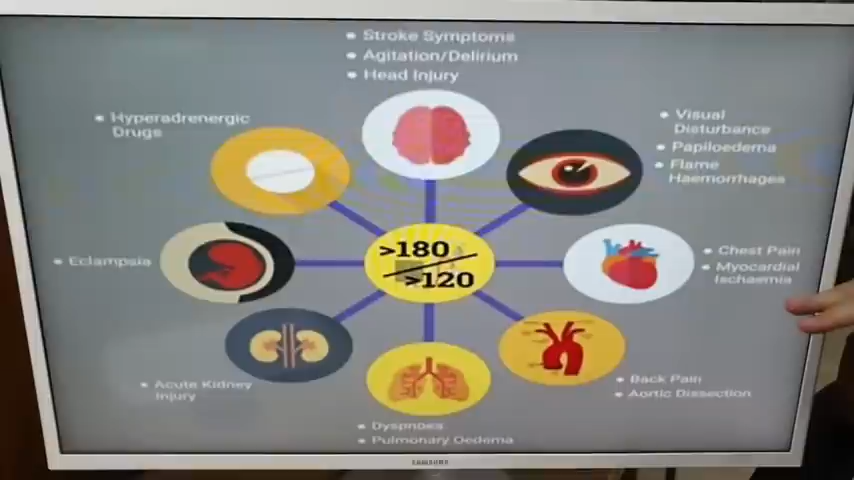 • Stroke Symptoms
• Agitation/Delirium
• Head Injury
• Hyperadrenergic
Drugs
• Visual
Disturbance
• Papiloedema
• Flame
Haemorrhages
>180
>120
• Eclampsia
• Chest Pain
• Myocardial
Ischaemia
• Acute Kidney
Injury
• Back Pain
• Aortic Dissection
• Dyspnoea
• Pulmonary Oedema
SAMSUNG